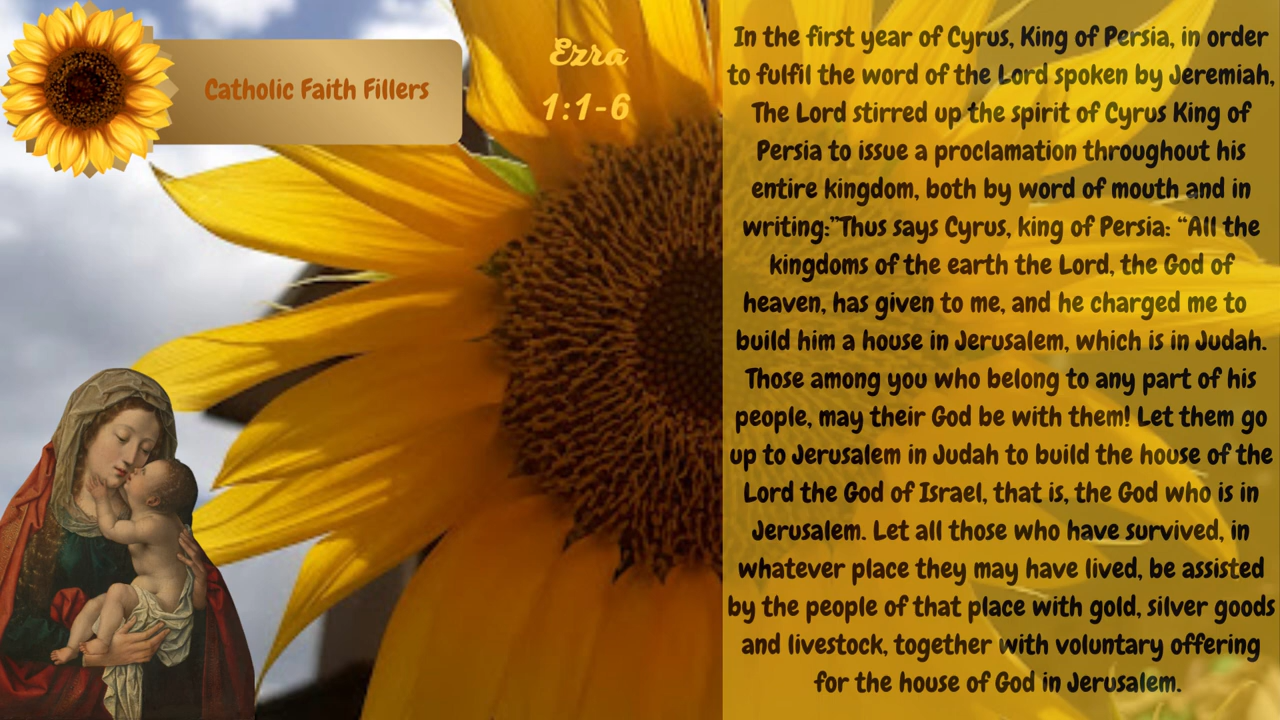 Catholic Faith Fillers
Ezra
1:1-6
In the first year of Cyrus, King of Persia, in order
to fulfil the word of the Lord spoken by Jeremiah,
The Lord stirred up the spirit of Cyrus King of
Persia to issue a proclamation throughout his
entire kingdom, both by word of mouth and in
writing:”Thus says Cyrus, king of Persia: “All the
kingdoms of the earth the Lord, the God of
heaven, has given to me, and he charged me to
build him a house in Jerusalem, which is in Judah.
Those among you who belong to any part of his
people, may their God be with them! Let them go
up to Jerusalem in Judah to build the house of the
Lord the God of Israel, that is, the God who is in
Jerusalem. Let all those who have survived, in
whatever place they may have lived, be assisted
by the people of that place with gold, silver goods
and livestock, together with voluntary offering
for the house of God in Jerusalem.